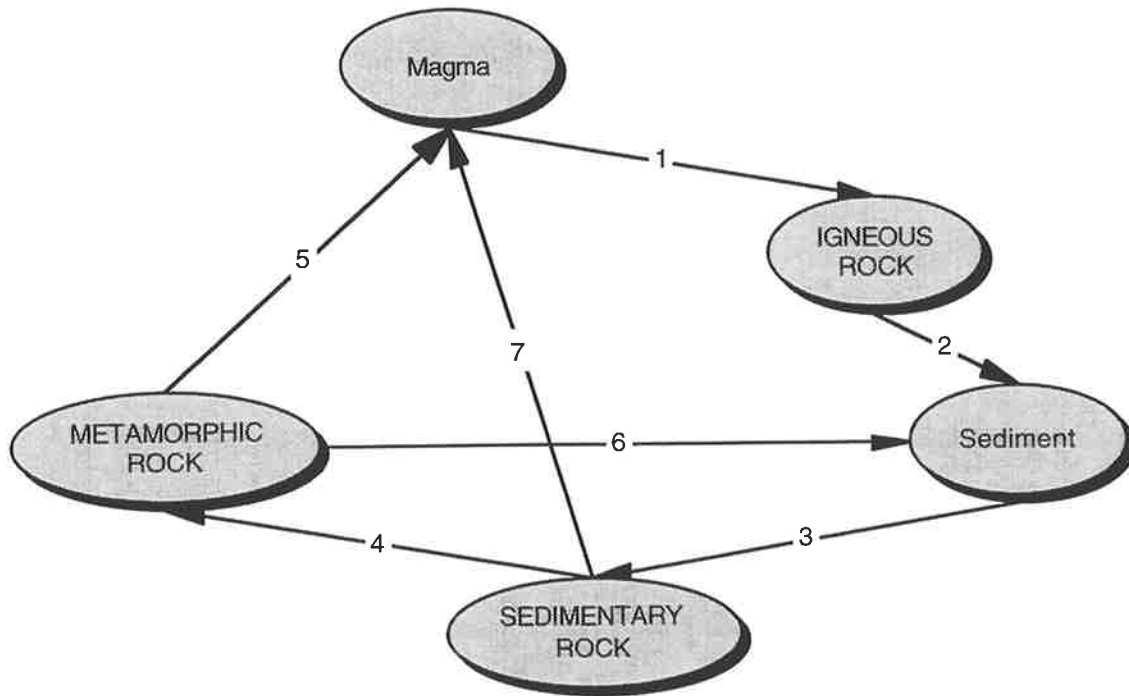 Magma
1
IGNEOUS
ROCK
5
2
7
METAMORPHIC
ROCK
6
Sediment
4
3
SEDIMENTARY
ROCK